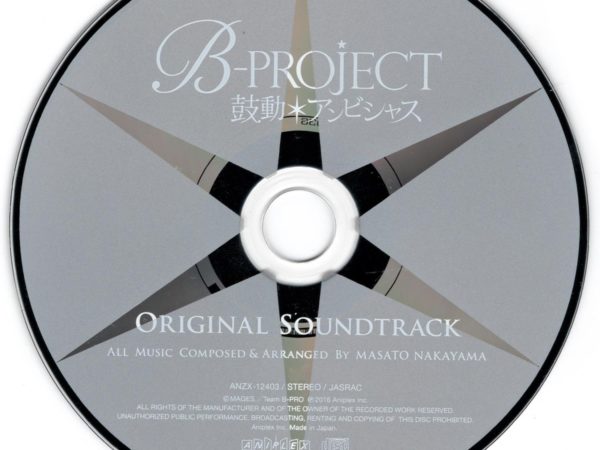 B-PROJECT
鼓動*アンビシャス
ORIGINAL SOUNDTRACK
ALL MUSIC COMPOSED & ARRANGED BY MASATO NAKAYAMA
ANZX-12403 / STEREO / JASRAC
©MAGES./Team B-PRO ℗2016 Aniplex Inc.
ALL RIGHTS OF THE MANUFACTURER AND OF THE OWNER OF THE RECORDED WORK RESERVED.
UNAUTHORIZED PUBLIC PERFORMANCE, BROADCASTING, RENTING AND COPYING OF THIS DISC PROHIBITED.
Aniplex Inc. Made in Japan.
ANIPLEX